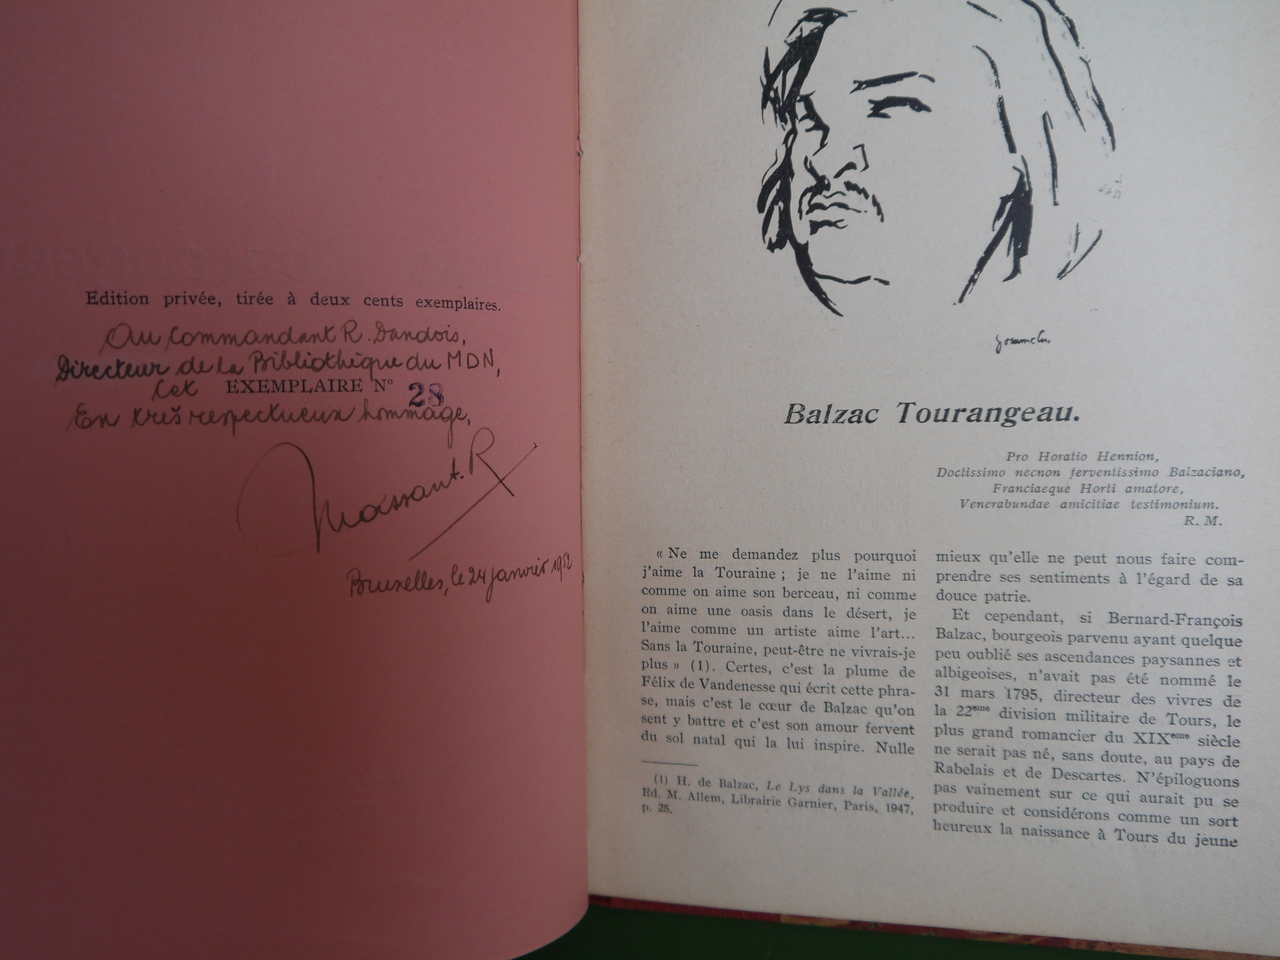 Edition privée, tirée à deux cents exemplaires.
Au Commandant R. Dandois,
Directeur de la Bibliothèque du MDN,
Cet EXEMPLAIRE N° 28
En très respectueux hommage,
Massant. R
Bruxelles, le 24 janvier 1952
Balzac Tourangeau.
Pro Horatio Hennion,
Doctissimo necnon ferventissimo Balzaciano,
Franciaeque Horti amatore,
Venerabundae amicitiae testimonium.
R. M.
« Ne me demandez plus pourquoi
j'aime la Touraine ; je ne l'aime ni
comme on aime son berceau, ni comme
on aime une oasis dans le désert, je
l'aime comme un artiste aime l'art...
Sans la Touraine, peut-être ne vivrais-je
plus » (1). Certes, c'est la plume de
Félix de Vandenesse qui écrit cette phra-
se, mais c'est le cœur de Balzac qu'on
sent y battre et c'est son amour fervent
du sol natal qui la lui inspire. Nulle
(1) H. de Balzac, Le Lys dans la Vallée,
Ed. M. Allem, Librairie Garnier, Paris, 1947,
p. 25.
mieux qu'elle ne peut nous faire com-
prendre ses sentiments à l'égard de sa
douce patrie.
Et cependant, si Bernard-François
Balzac, bourgeois parvenu ayant quelque
peu oublié ses ascendances paysannes et
albigeoises, n'avait pas été nommé le
31 mars 1795, directeur des vivres de
la 22eme division militaire de Tours, le
plus grand romancier du XIXeme siècle
ne serait pas né, sans doute, au pays de
Rabelais et de Descartes. N'épiloguons
pas vainement sur ce qui aurait pu se
produire et considérons comme un sort
heureux la naissance à Tours du jeune